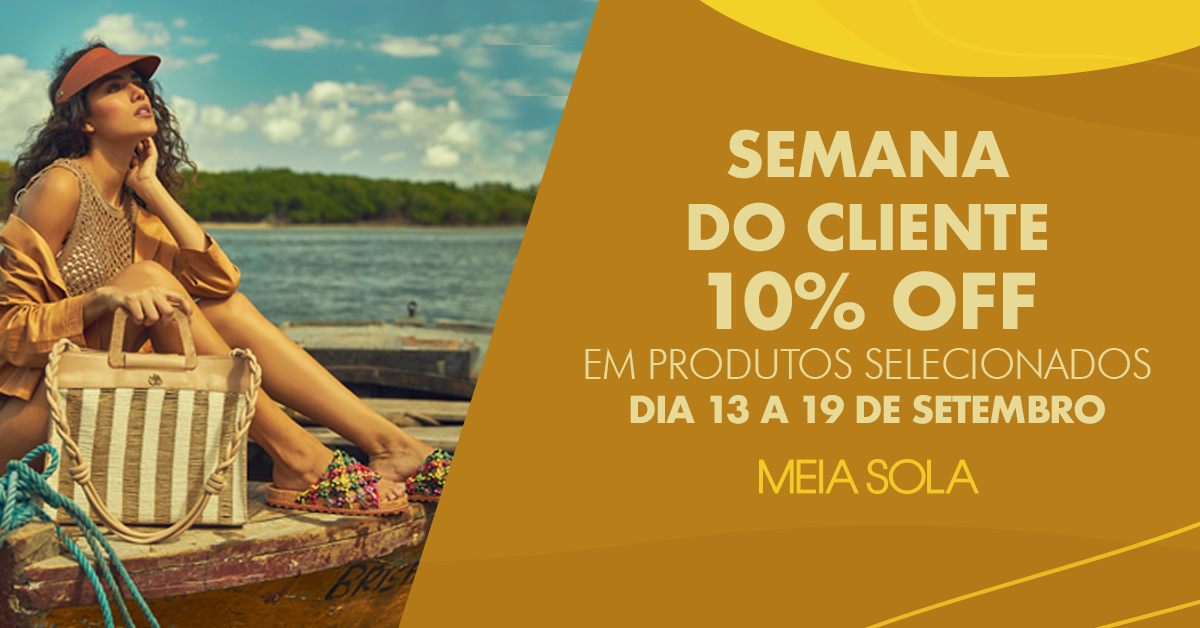 SEMANA
DO CLIENTE
10% OFF
EM PRODUTOS SELECIONADOS
DIA 13 A 19 DE SETEMBRO
MEIA SOLA